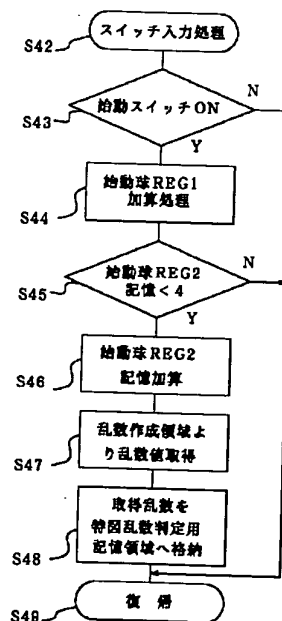 S42
スイッチ入力処理
S43
始動スイッチON
N
Y
S44
始動球REG1
加算処理
S45
始動球REG2
記憶<4
N
Y
S46
始動球REG2
記憶加算
S47
乱数作成領域よ
り乱数値取得
S48
取得乱数を
特図乱数判定用
記憶領域へ格納
S49
復帰